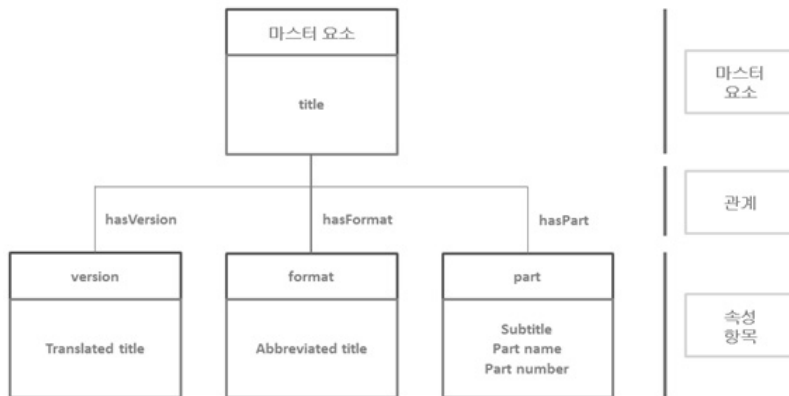 마스터 요소
title
마스터
요소
hasVersion
hasFormat
hasPart
관계
version
format
part
Translated title
Abbreviated title
Subtitle
Part name
Part number
속성
항목